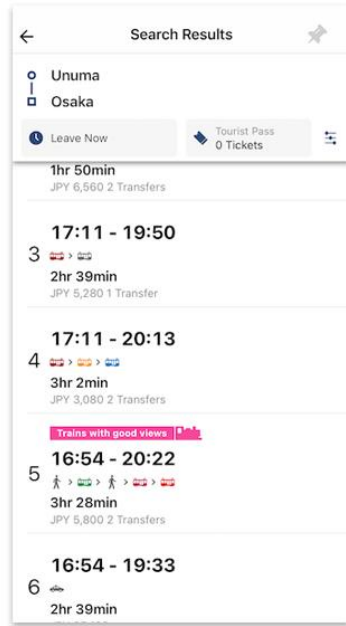 Search Results
Unuma
Osaka
Leave Now
Tourist Pass
0 Tickets
1hr 50min
JPY 6,560 2 Transfers
17:11 - 19:50
3
2hr 39min
JPY 5,280 1 Transfer
17:11 - 20:13
4
3hr 2min
JPY 3,080 2 Transfers
Trains with good views
16:54 - 20:22
5
3hr 28min
JPY 5,800 2 Transfers
16:54 - 19:33
6
2hr 39min